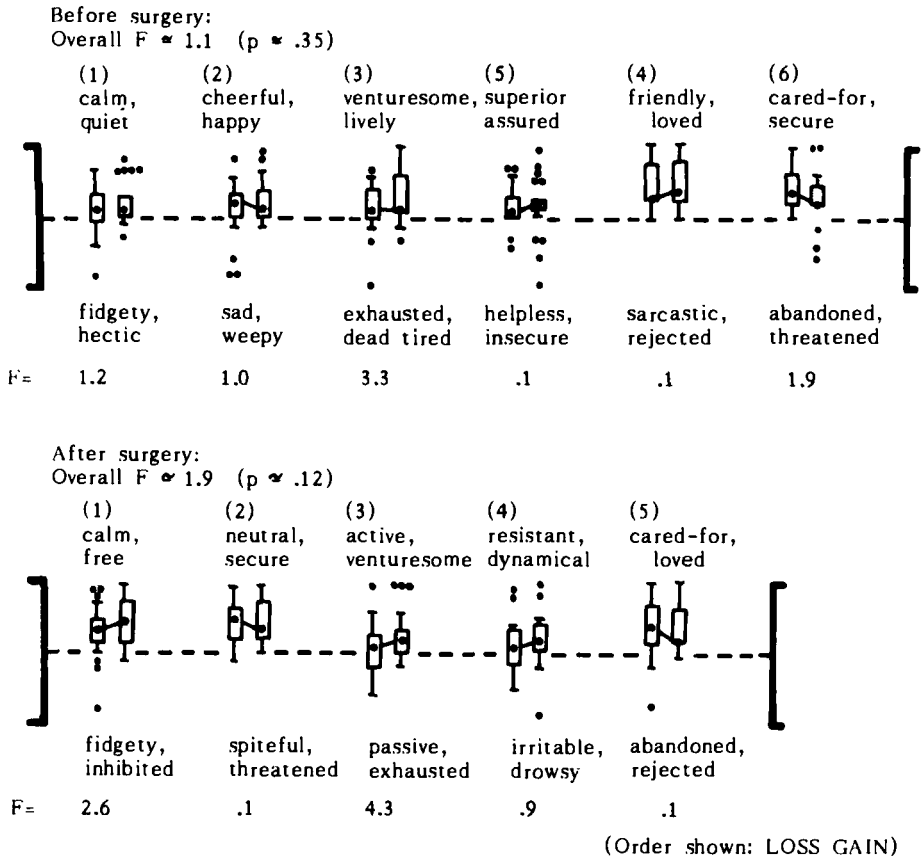 Before surgery:
Overall F ≃ 1.1 (p ≃ .35)
(1) (2) (3) (5) (4) (6)
calm, cheerful, venturesome, superior friendly, cared-for,
quiet happy lively assured loved secure
fidgety, sad, exhausted, helpless, sarcastic, abandoned,
hectic weepy dead tired insecure rejected threatened
F= 1.2 1.0 3.3 .1 .1 1.9
After surgery:
Overall F ≃ 1.9 (p ≃ .12)
(1) (2) (3) (4) (5)
calm, neutral, active, resistant, cared-for,
free secure venturesome dynamical loved
fidgety, spiteful, passive, irritable, abandoned,
inhibited threatened exhausted drowsy rejected
F= 2.6 .1 4.3 .9 .1
(Order shown: LOSS GAIN)